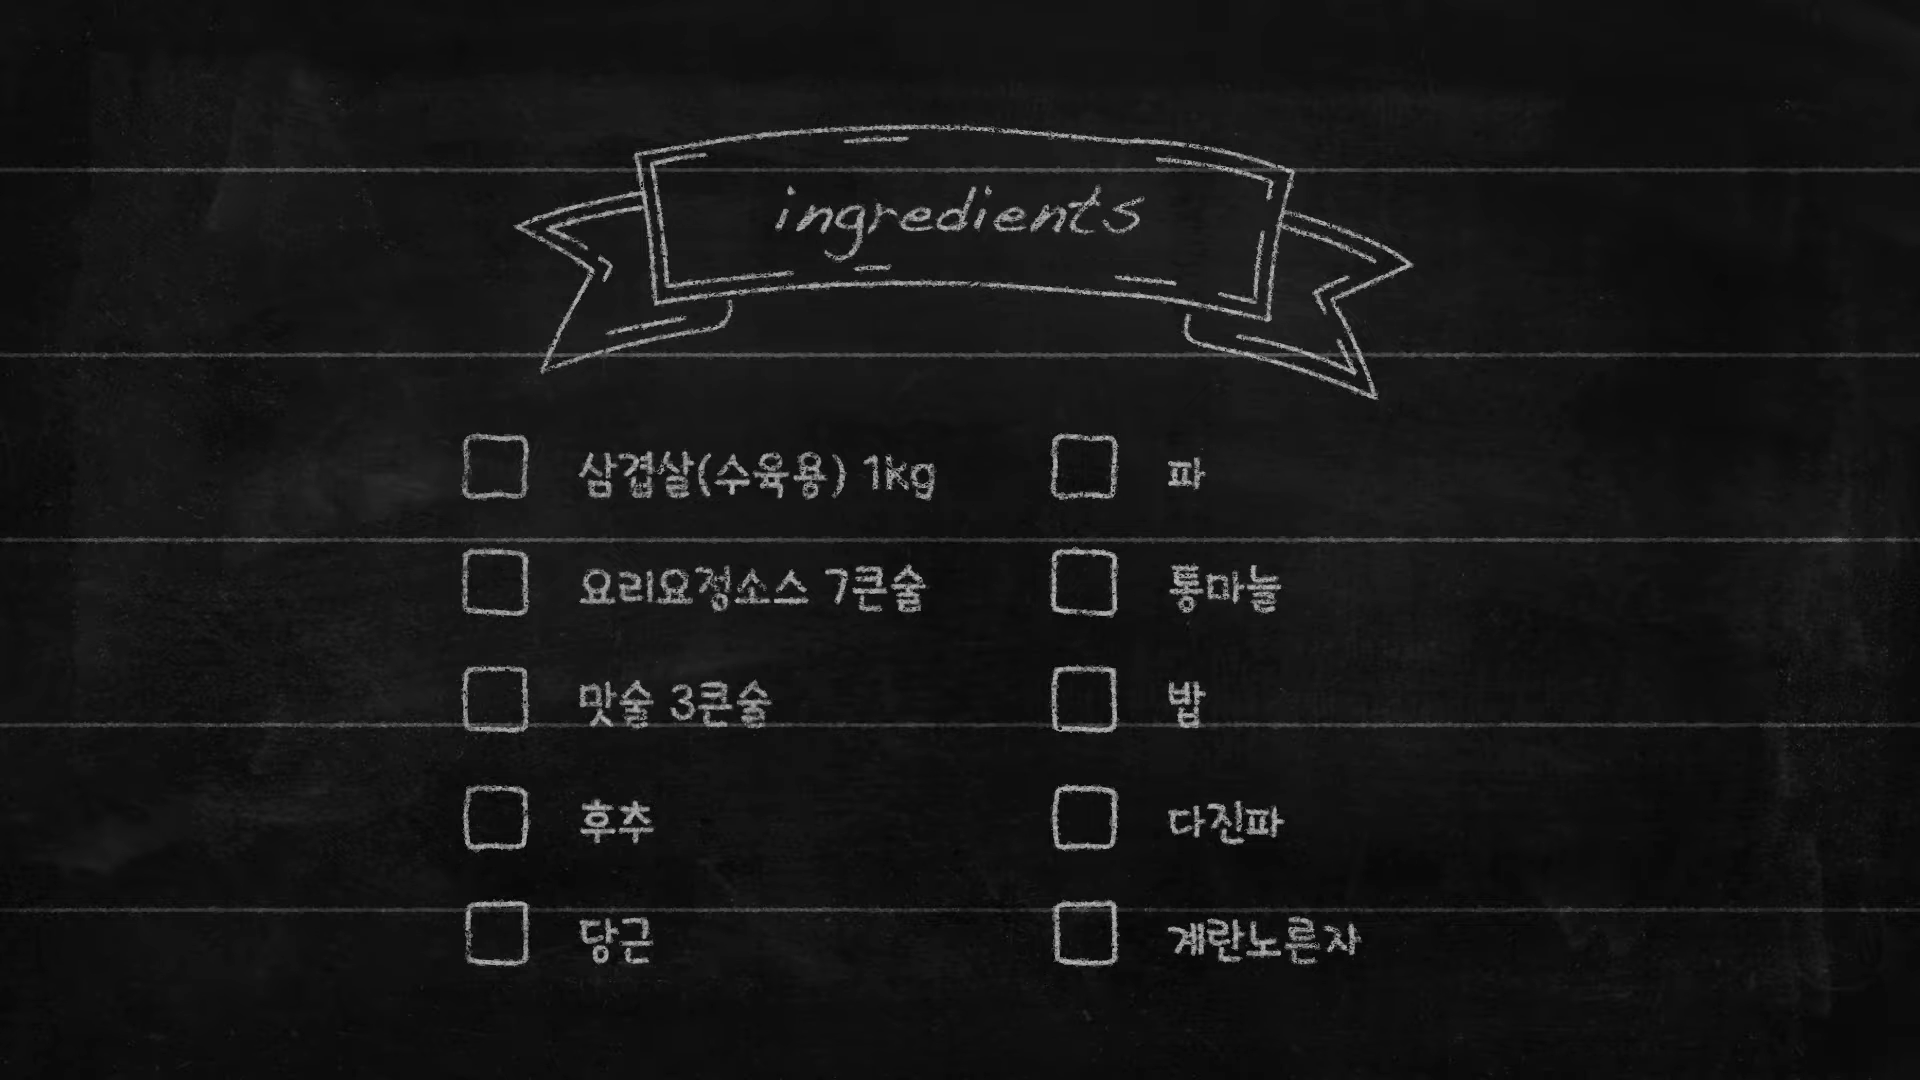 ingredients
삼겹살(수육용) 1kg
요리요정소스 7큰술
맛술 3큰술
후추
당근
파
통마늘
밥
다진파
계란노른자